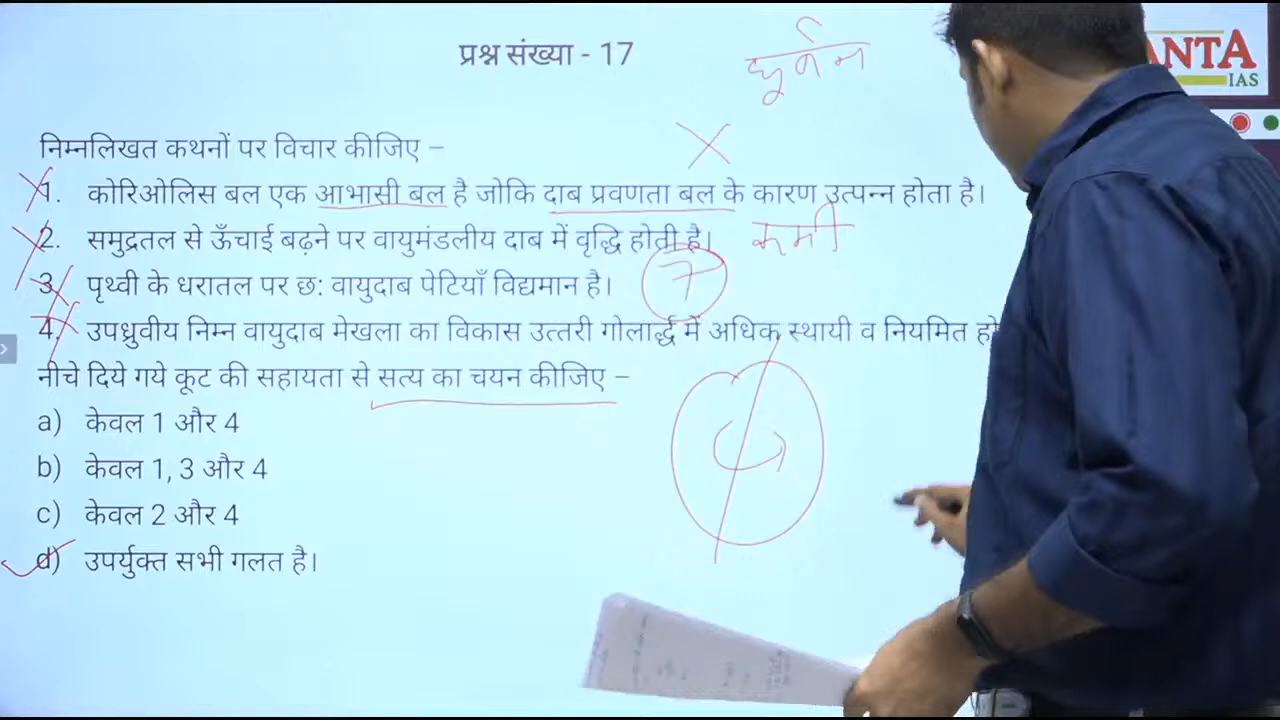 प्रश्न संख्या - 17
घूर्णन
ANTA
IAS
निम्नलिखत कथनों पर विचार कीजिए –
1. कोरिओलिस बल एक आभासी बल है जोकि दाब प्रवणता बल के कारण उत्पन्न होता है।
2. समुद्रतल से ऊँचाई बढ़ने पर वायुमंडलीय दाब में वृद्धि होती है। कमी
3. पृथ्वी के धरातल पर छ: वायुदाब पेटियाँ विद्यमान है। 7
4. उपध्रुवीय निम्न वायुदाब मेखला का विकास उत्तरी गोलार्द्ध में अधिक स्थायी व नियमित हो
नीचे दिये गये कूट की सहायता से सत्य का चयन कीजिए –
a) केवल 1 और 4
b) केवल 1, 3 और 4
c) केवल 2 और 4
d) उपर्युक्त सभी गलत है।